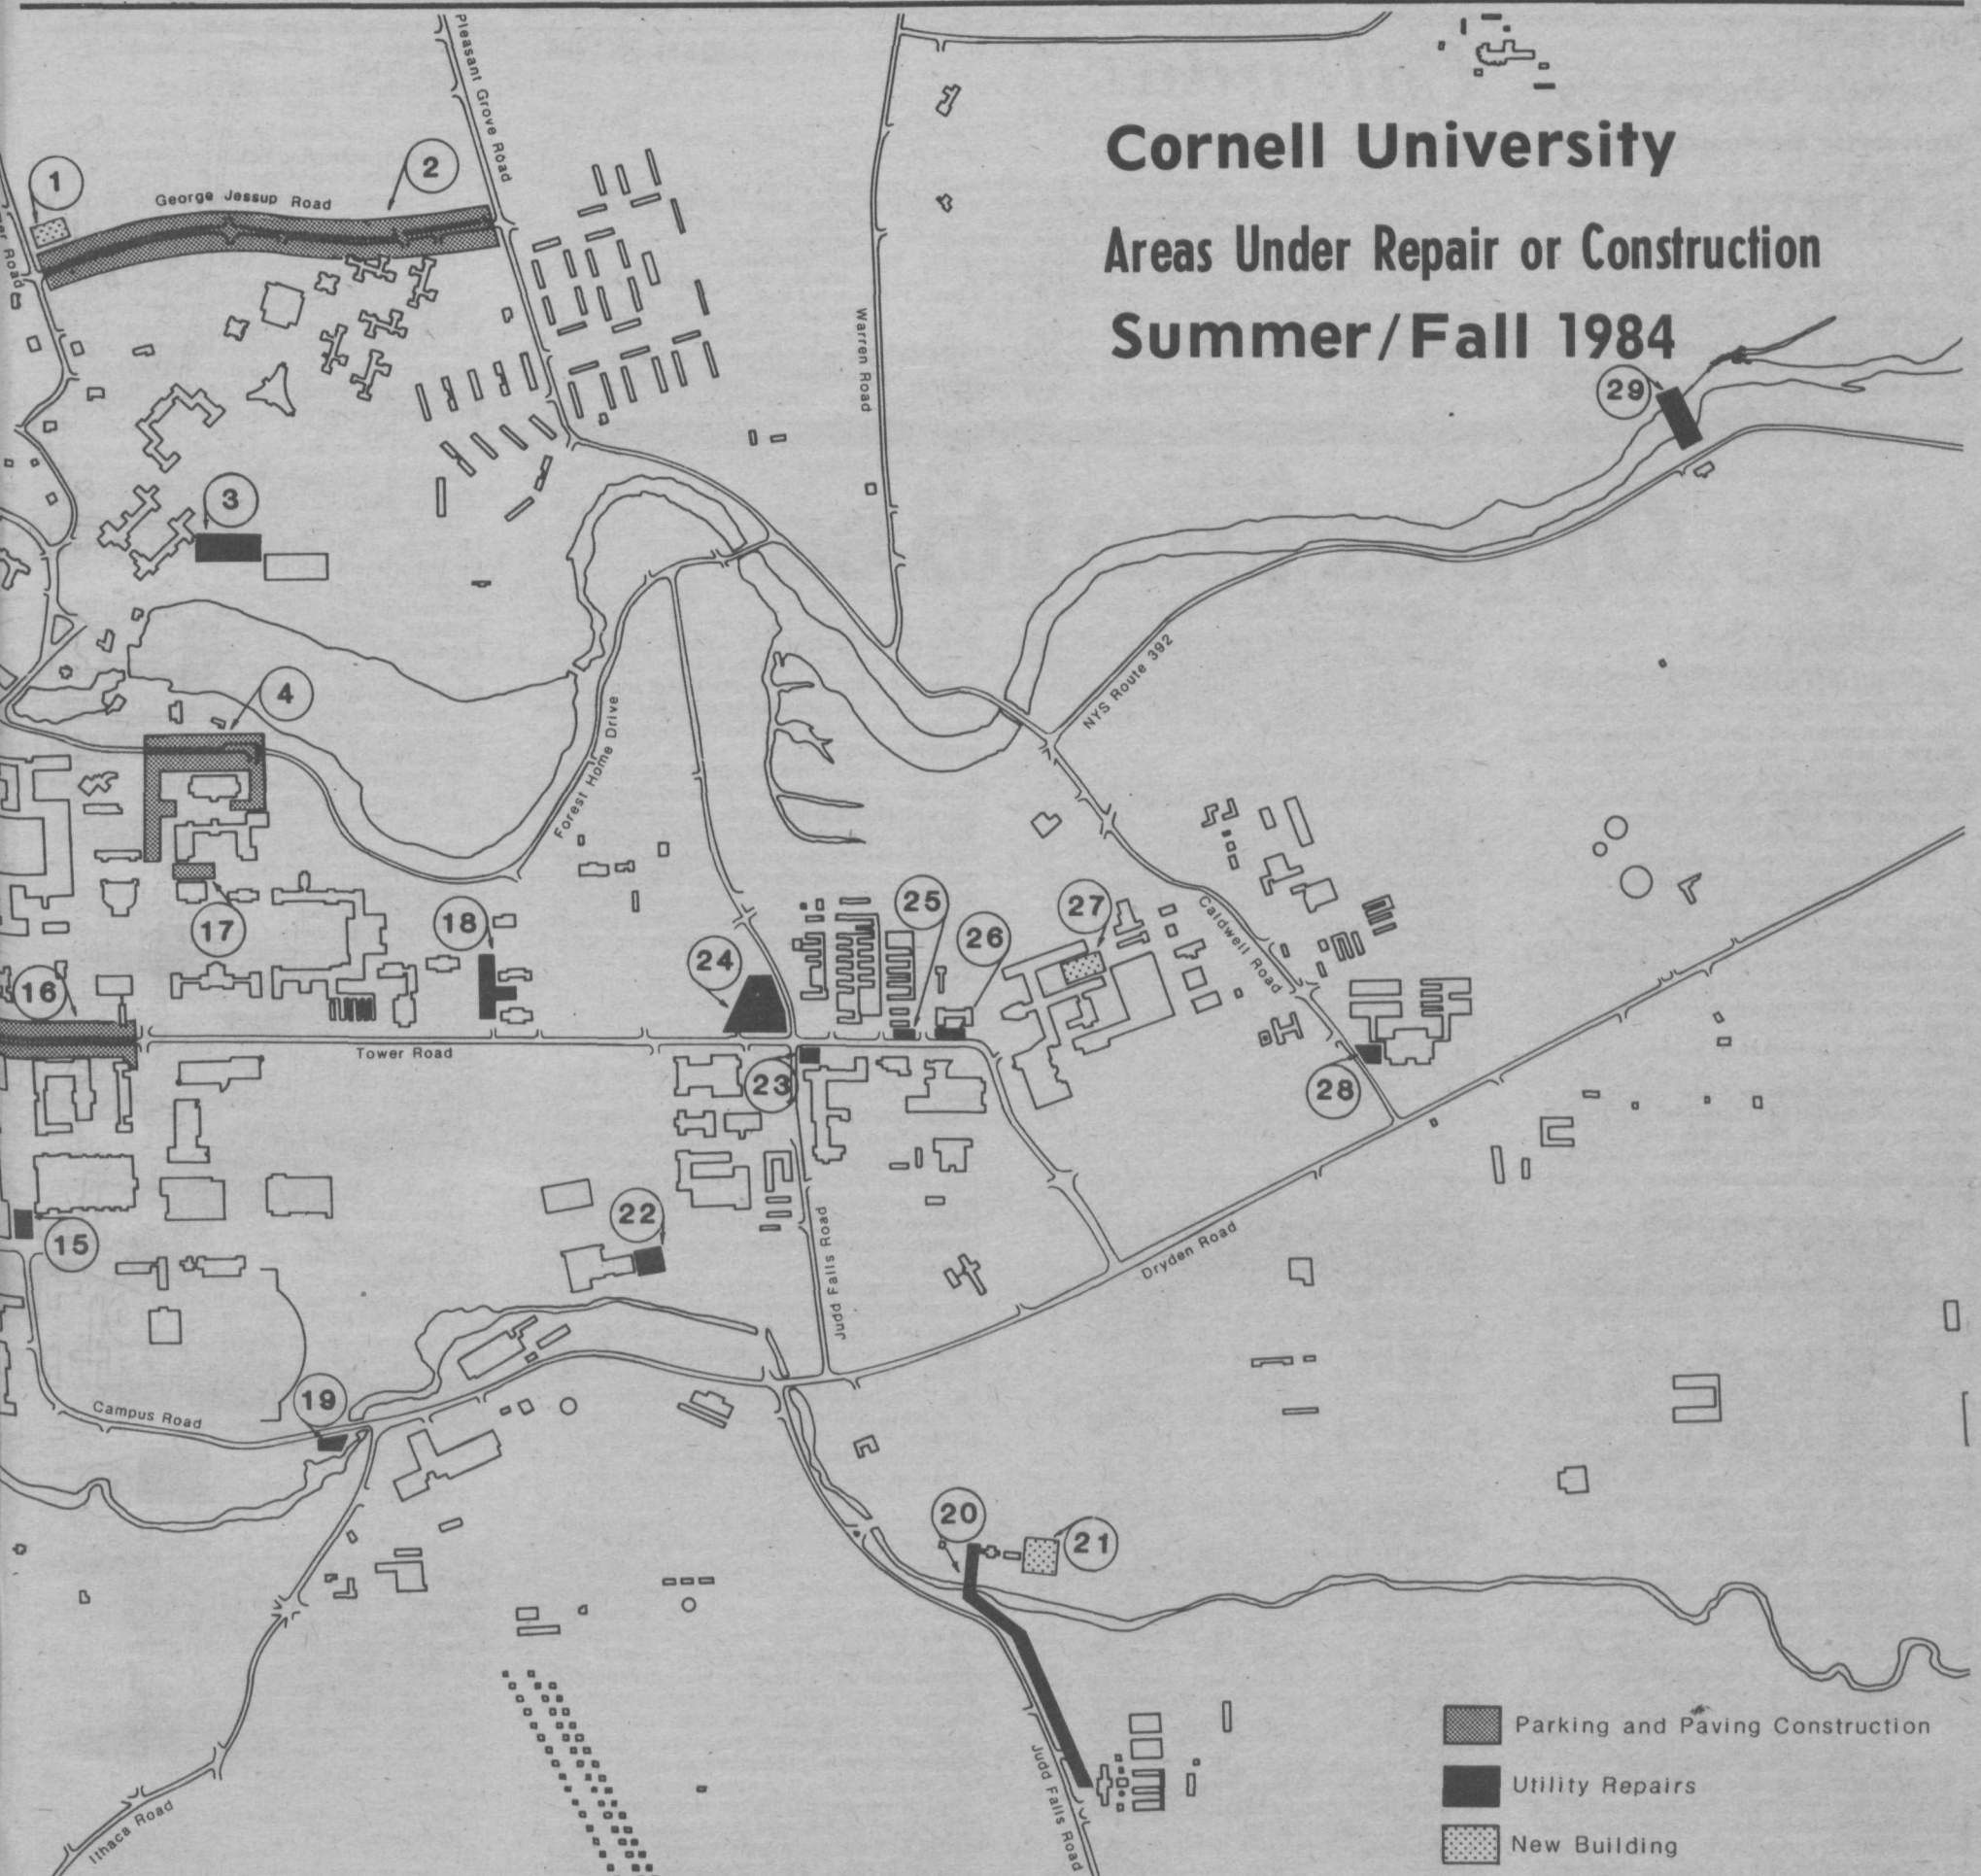 Cornell University
Areas Under Repair or Construction
Summer/Fall 1984
Pleasant Grove Road
1
George Jessup Road
2
Road
Warren Road
29
3
4
NYS Route 392
Forest Home Drive
17
18
16
24
25
26
27
Caldwell Road
Tower Road
23
28
15
22
Judd Falls Road
Dryden Road
19
Campus Road
20
21
Judd Falls Road
Ithaca Road
Parking and Paving Construction
Utility Repairs
New Building